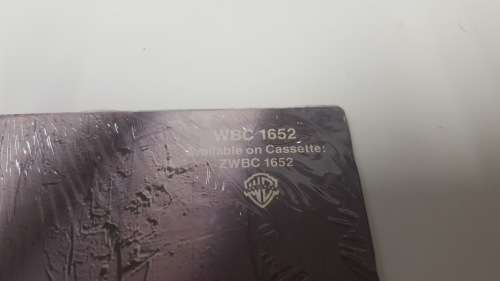 WBC 1652
Available on Cassette:
ZWBC 1652